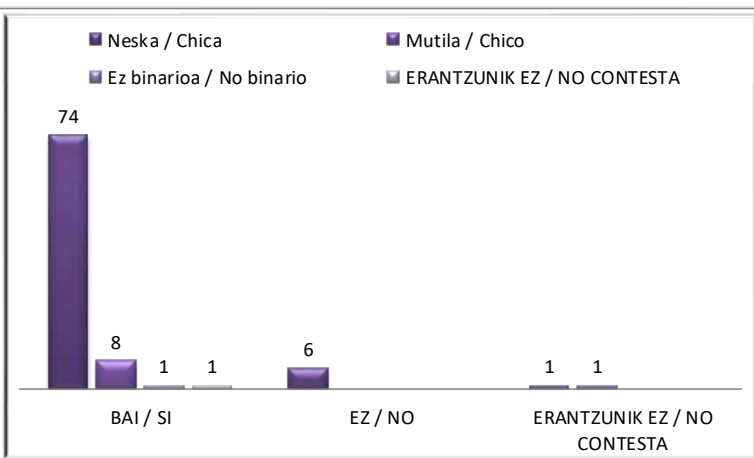 Neska / Chica
Mutila / Chico
Ez binarioa / No binario
ERANTZUNIK EZ / NO CONTESTA
74
8
1
1
6
1
1
BAI / SI
EZ / NO
ERANTZUNIK EZ / NO
CONTESTA